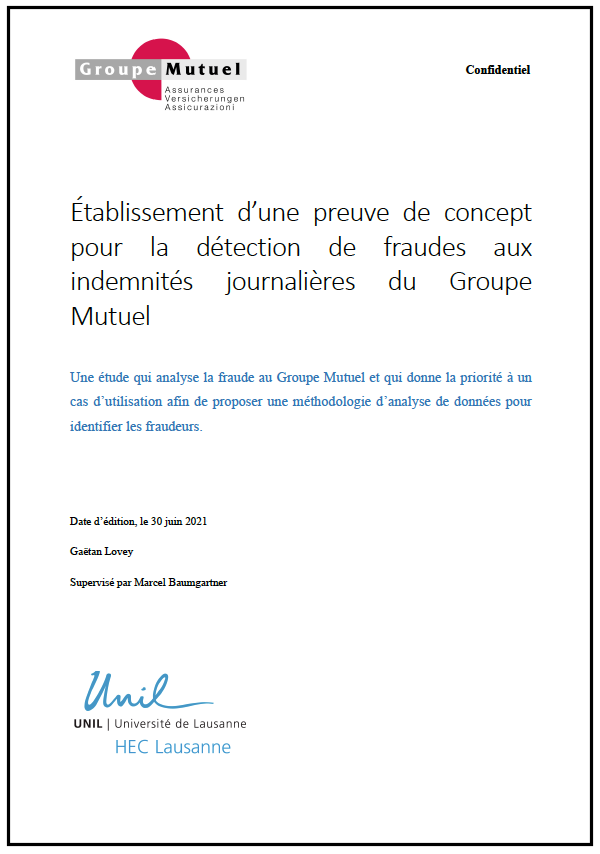 Groupe Mutuel
Assurances
Versicherungen
Assicurazioni
Confidentiel
Établissement d’une preuve de concept
pour la détection de fraudes aux
indemnités journalières du Groupe
Mutuel
Une étude qui analyse la fraude au Groupe Mutuel et qui donne la priorité à un
cas d’utilisation afin de proposer une méthodologie d’analyse de données pour
identifier les fraudeurs.
Date d’édition, le 30 juin 2021
Gaëtan Lovey
Supervisé par Marcel Baumgartner
Unil
UNIL | Université de Lausanne
HEC Lausanne